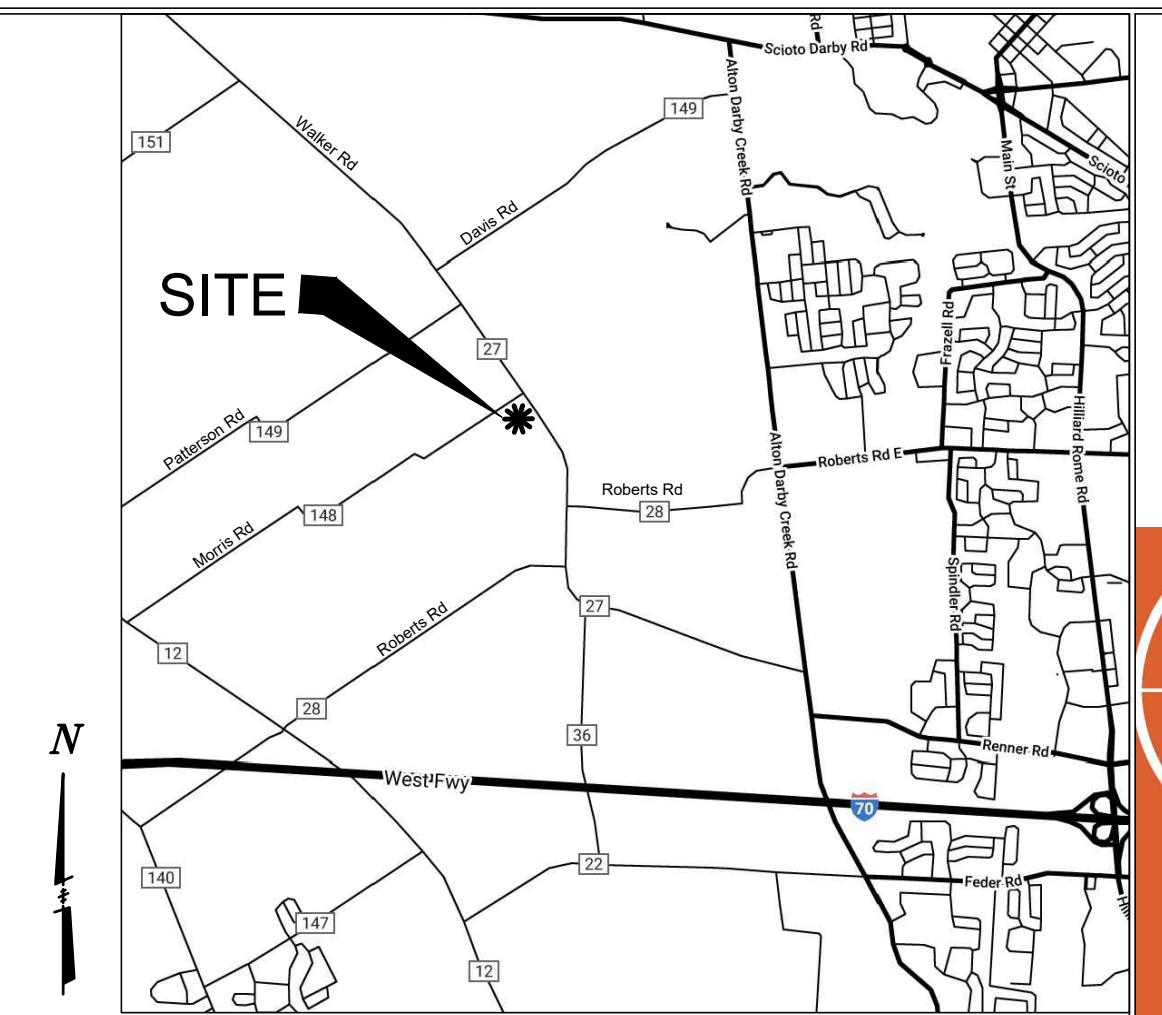 Rd
Scioto Darby Rd
Alton Darby Creek Rd
149
151
Walker Rd
Main St
Scioto
Davis Rd
SITE
27
Frazell Rd
Patterson Rd
149
Hilliard Rome Rd
Alton Darby Creek Rd
Roberts Rd E
Roberts Rd
28
148
Morris Rd
Spindler Rd
27
Roberts Rd
12
28
N
36
Renner Rd
West Fwy
70
22
140
Feder Rd
147
12